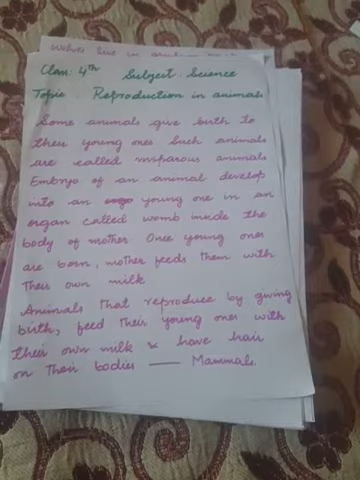 Class: 4th Subject Science
Topic Reproduction in animals
Some animals give birth to
their young ones Such animals
are called viviparous animals
Embryo of an animal develop
into an young one in an
organ called womb inside the
body of mother Once young ones
are born, mother feeds them with
their own milk
Animals that reproduce by giving
birth, feed their young ones with
their own milk & have hair
on their bodies — Mammals.